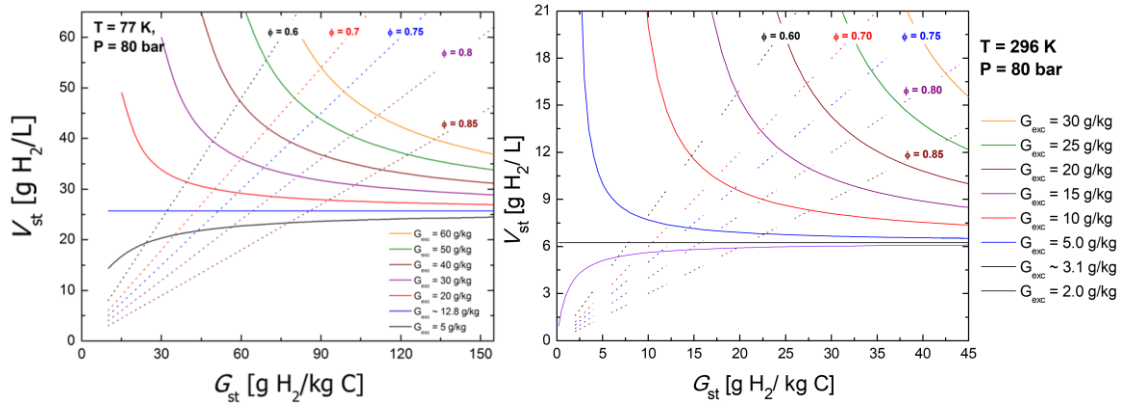 T = 77 K,
P = 80 bar
ϕ = 0.6
ϕ = 0.7
ϕ = 0.75
ϕ = 0.8
ϕ = 0.85
60
50
40
30
20
10
0
V_st [g H₂/L]
G_exc = 60 g/kg
G_exc = 50 g/kg
G_exc = 40 g/kg
G_exc = 30 g/kg
G_exc = 20 g/kg
G_exc ~ 12.8 g/kg
G_exc = 5 g/kg
0 30 60 90 120 150
G_st [g H₂/kg C]
21
18
15
12
9
6
3
0
V_st [g H₂/ L]
ϕ = 0.60
ϕ = 0.70
ϕ = 0.75
ϕ = 0.80
ϕ = 0.85
0 5 10 15 20 25 30 35 40 45
G_st [g H₂/ kg C]
T = 296 K
P = 80 bar
G_exc = 30 g/kg
G_exc = 25 g/kg
G_exc = 20 g/kg
G_exc = 15 g/kg
G_exc = 10 g/kg
G_exc = 5.0 g/kg
G_exc ~ 3.1 g/kg
G_exc = 2.0 g/kg